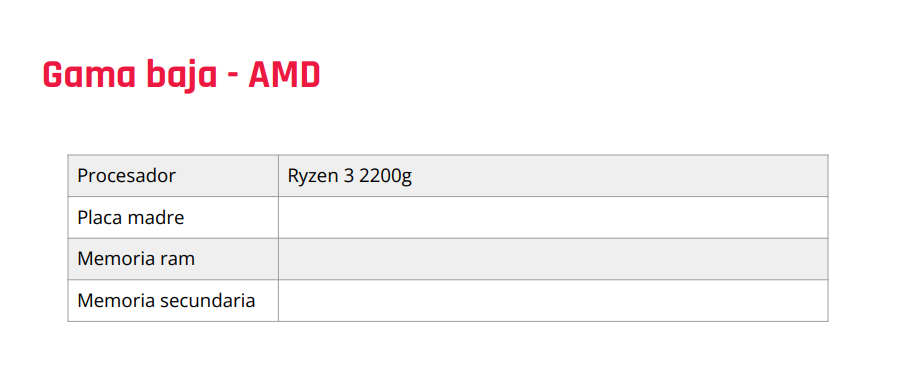 Gama baja - AMD
Procesador Ryzen 3 2200g
Placa madre
Memoria ram
Memoria secundaria